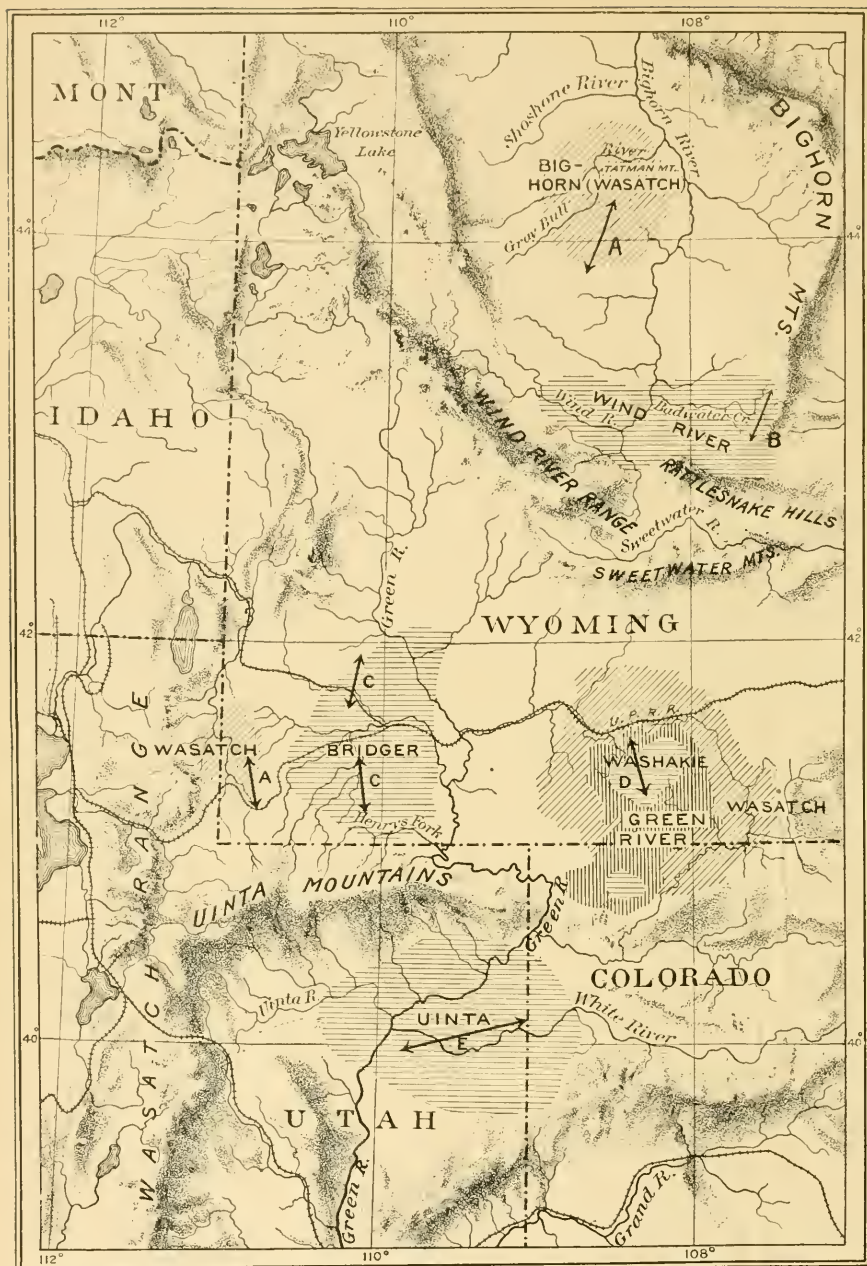 112°
110°
108°
MONT
Yellowstone
Lake
Shoshone River
Bighorn River
BIGHORN
MTS.
River
TATMAN MT.
BIG-
HORN (WASATCH)
Gray Bull
44°
44°
A
IDAHO
WIND RIVER RANGE
Wind R.
WIND
RIVER
Badwater Cr.
B
RATTLESNAKE HILLS
Sweetwater R.
SWEETWATER MTS.
Green R.
WYOMING
42°
42°
C
U. P. R. R.
WASATCH
A
BRIDGER
C
Henrys Fork
WASHAKIE
D
WASATCH
GREEN
RIVER
UINTA MOUNTAINS
Green R.
COLORADO
Uinta R.
UINTA
E
White River
40°
40°
WASATCH RANGE
UTAH
Green R.
Grand R.
112°
110°
108°